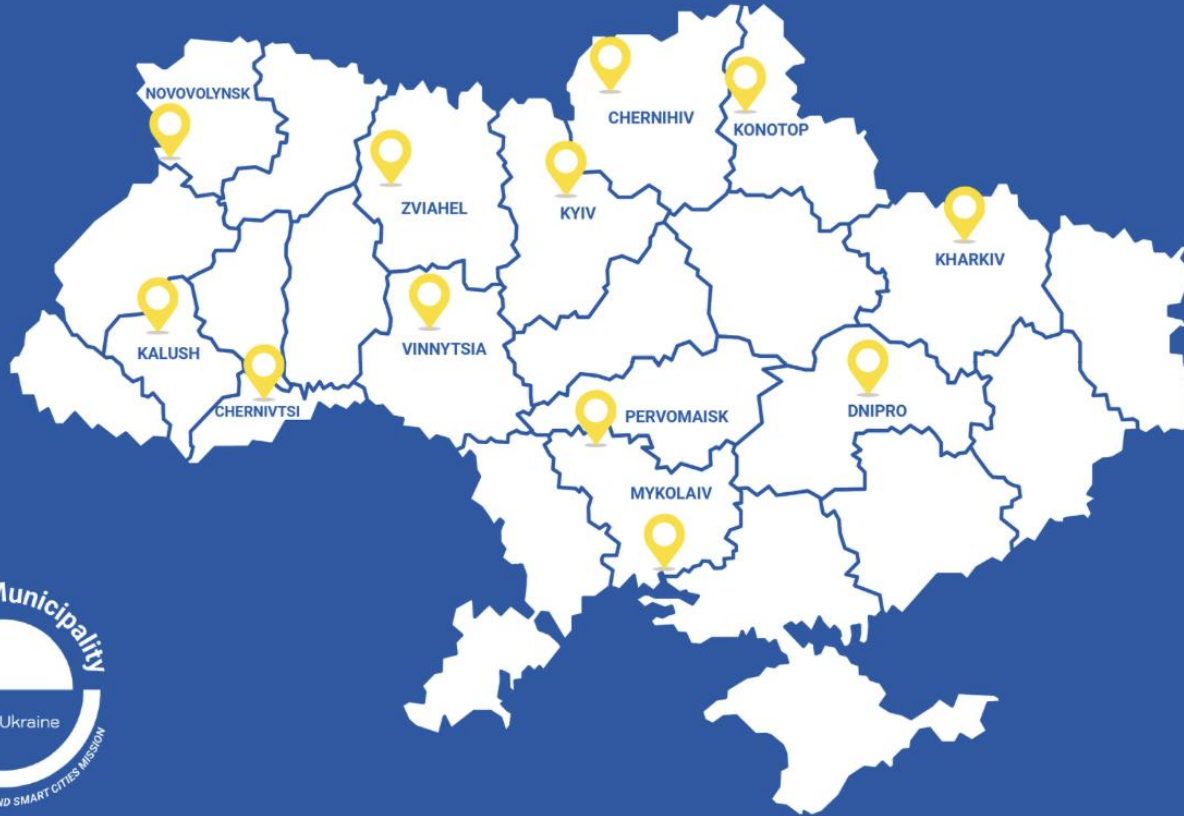 NOVOVOLYNSK
CHERNIHIV
KONOTOP
ZVIAHEL
KYIV
KHARKIV
KALUSH
VINNYTSIA
CHERNIVTSI
PERVOMAISK
DNIPRO
MYKOLAIV
Municipality
Ukraine
SMART CITIES MISSION